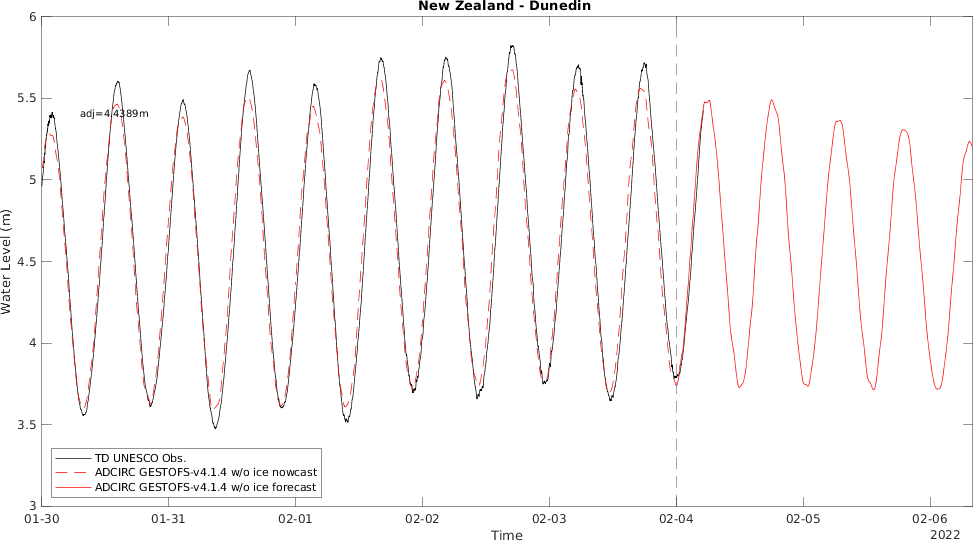 New Zealand - Dunedin
6
5.5
5
4.5
4
3.5
3
Water Level (m)
adj=4.4389m
TD UNESCO Obs.
ADCIRC GESTOFS-v4.1.4 w/o ice nowcast
ADCIRC GESTOFS-v4.1.4 w/o ice forecast
01-30 01-31 02-01 02-02 02-03 02-04 02-05 02-06
Time 2022